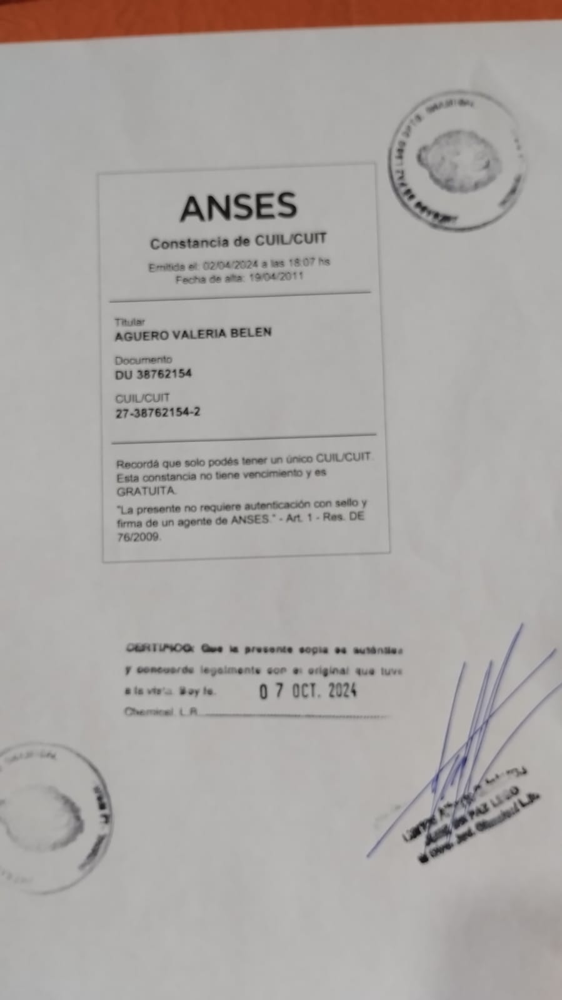 ANSES
Constancia de CUIL/CUIT
Emitida el: 02/04/2024 a las 18:07 hs
Fecha de alta: 19/04/2011
Titular
AGUERO VALERIA BELEN
Documento
DU 38762154
CUIL/CUIT
27-38762154-2
Recordá que solo podés tener un único CUIL/CUIT.
Esta constancia no tiene vencimiento y es
GRATUITA.
"La presente no requiere autenticación con sello y
firma de un agente de ANSES." - Art. 1 - Res. DE
76/2009.
CERTIFICO: Que la presente copia es auténtica
y concuerda legalmente con el original que tuve
a la vista. Doy fe.
07 OCT. 2024
Chamical. L.R.
PAZ LEGO
Chamical L.R.